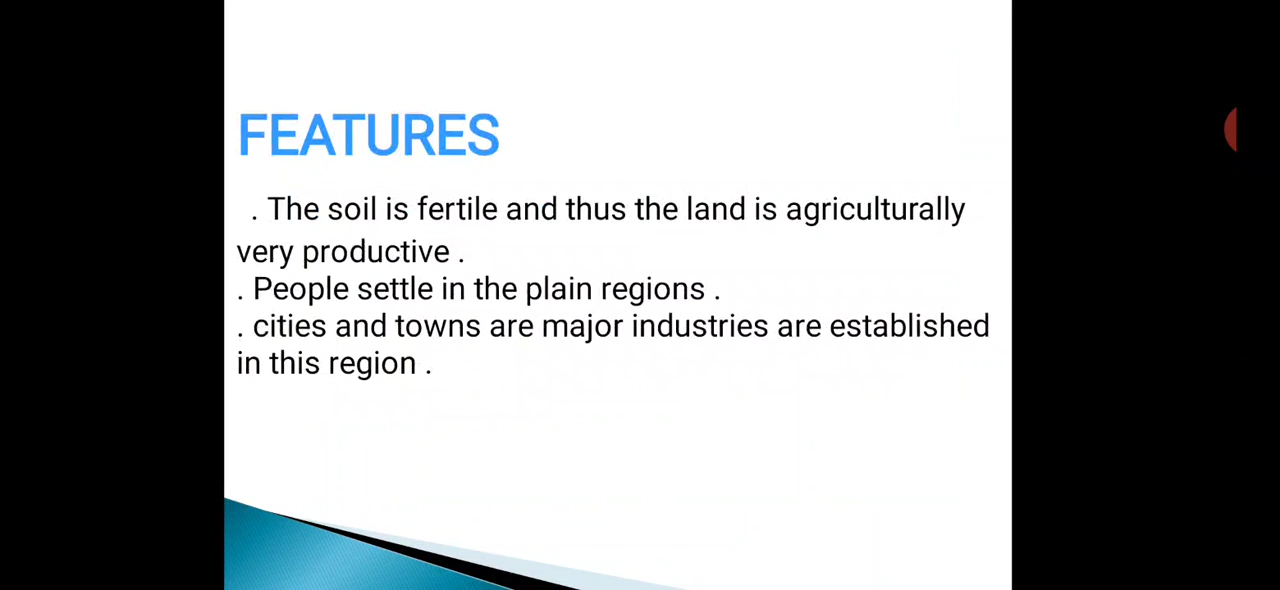 FEATURES
. The soil is fertile and thus the land is agriculturally
very productive .
. People settle in the plain regions .
. cities and towns are major industries are established
in this region .